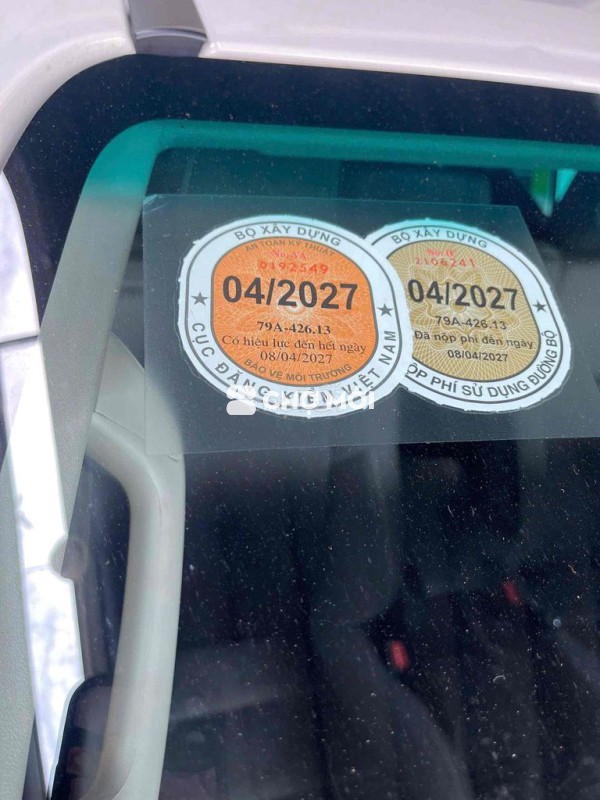 BỘ XÂY DỰNG
AN TOÀN KỸ THUẬT
0192549
04/2027
79A-426.13
Có hiệu lực đến hết ngày
08/04/2027
BẢO VỆ MÔI TRƯỜNG
CỤC ĐĂNG KIỂM VIỆT NAM
BỘ XÂY DỰNG
2106241
04/2027
79A-426.13
Đã nộp phí đến ngày
08/04/2027
PHÍ SỬ DỤNG ĐƯỜNG BỘ
CHỢ MỚI